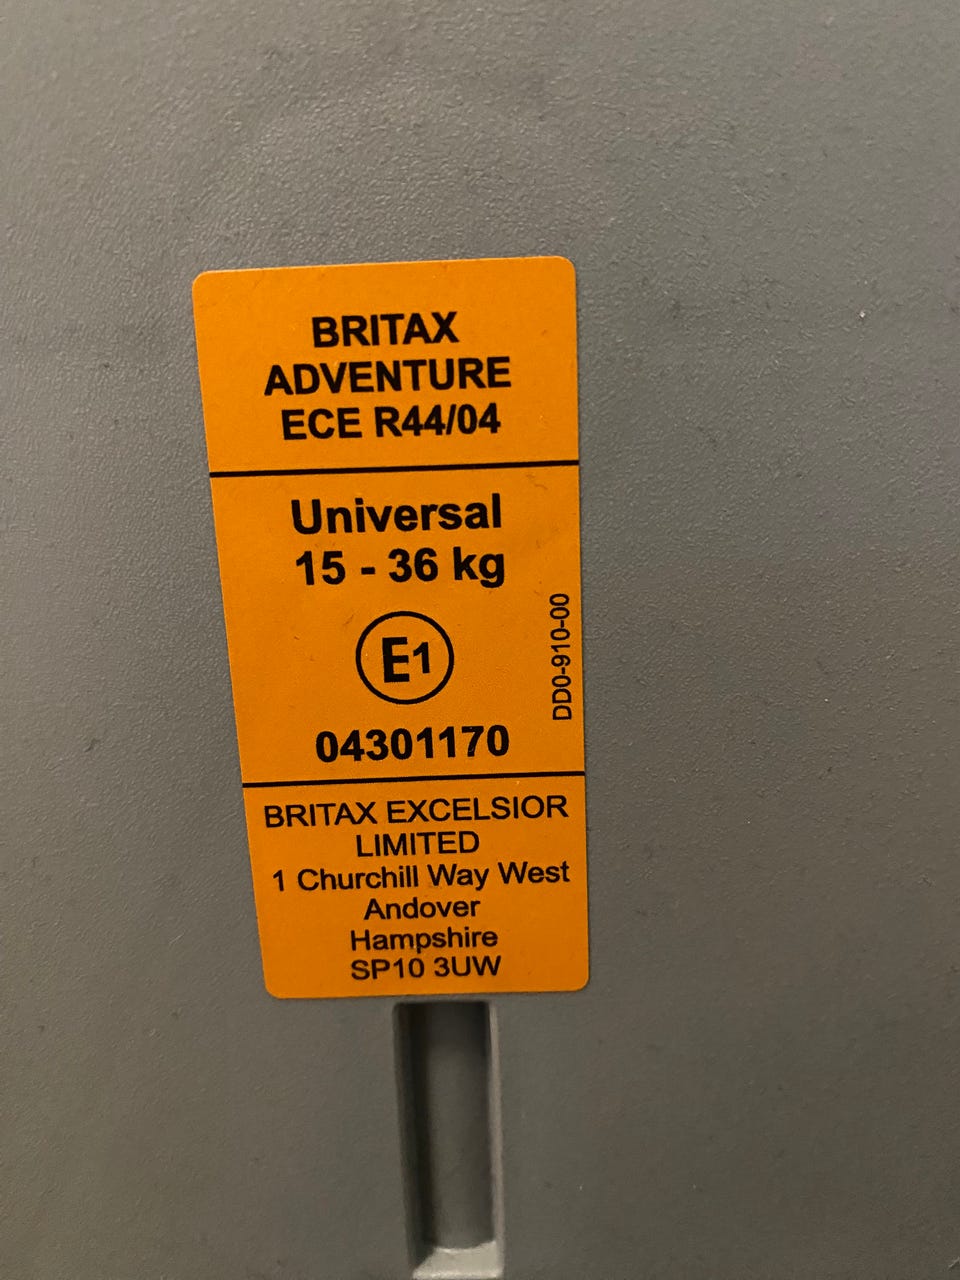 BRITAX
ADVENTURE
ECE R44/04
Universal
15 - 36 kg
E1
DD0-910-00
04301170
BRITAX EXCELSIOR
LIMITED
1 Churchill Way West
Andover
Hampshire
SP10 3UW